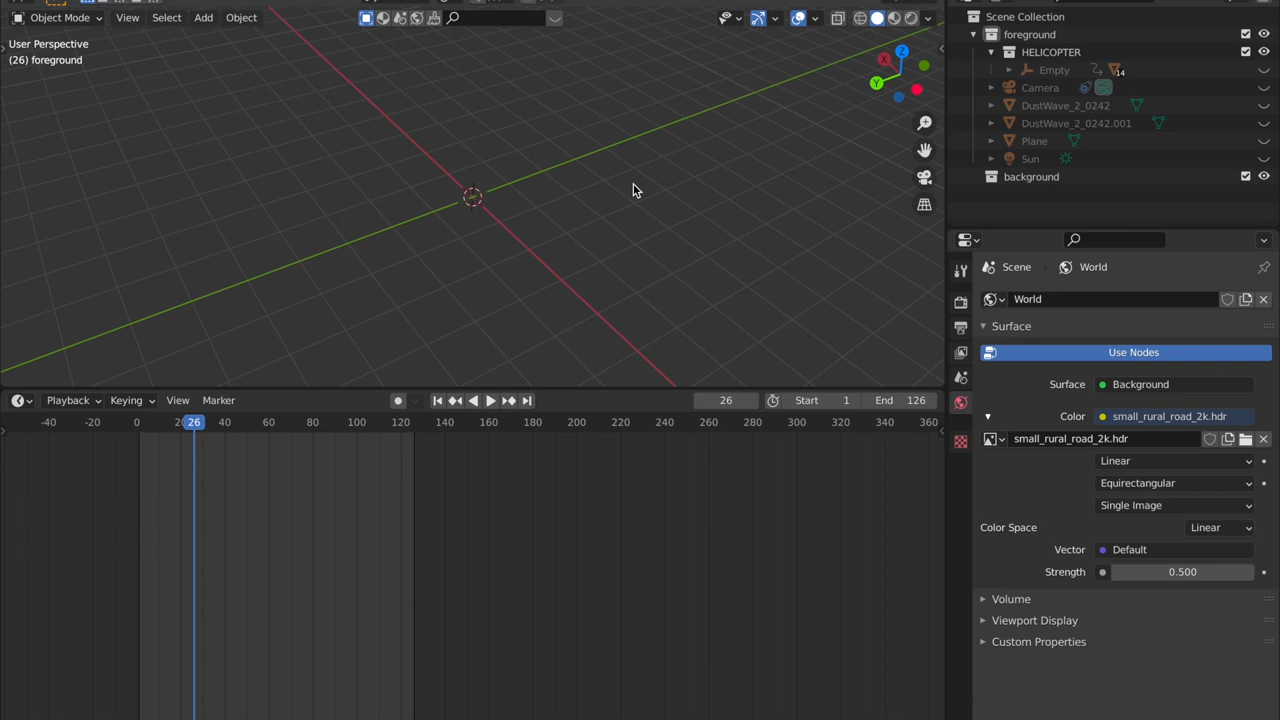 Object Mode View Select Add Object
User Perspective
(26) foreground
Z
X
Y
Scene Collection
foreground
HELICOPTER
Empty 14
Camera
DustWave_2_0242
DustWave_2_0242.001
Plane
Sun
background
Scene World
World
Surface
Use Nodes
Surface Background
Color small_rural_road_2k.hdr
small_rural_road_2k.hdr
Linear
Equirectangular
Single Image
Color Space Linear
Vector Default
Strength 0.500
Volume
Viewport Display
Custom Properties
Playback Keying View Marker 26 Start 1 End 126
-40 -20 0 26 40 60 80 100 120 140 160 180 200 220 240 260 280 300 320 340 360